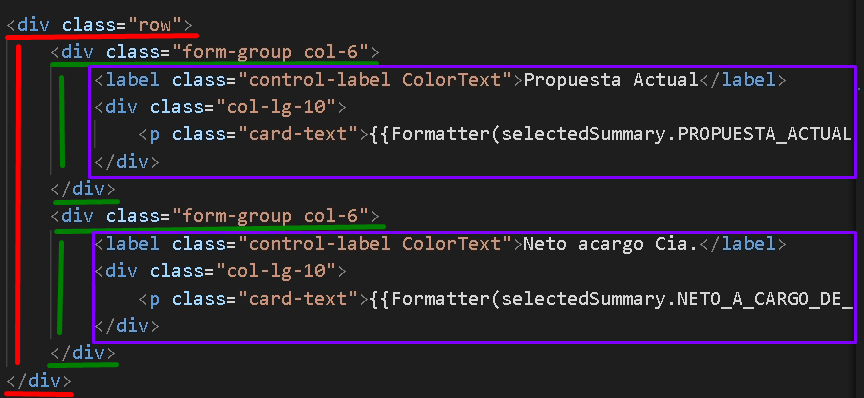 <div class="row">
<div class="form-group col-6">
<label class="control-label ColorText">Propuesta Actual</label>
<div class="col-lg-10">
<p class="card-text">{{Formatter(selectedSummary.PROPUESTA_ACTUAL
</div>
</div>
<div class="form-group col-6">
<label class="control-label ColorText">Neto acargo Cia.</label>
<div class="col-lg-10">
<p class="card-text">{{Formatter(selectedSummary.NETO_A_CARGO_DE_
</div>
</div>
</div>